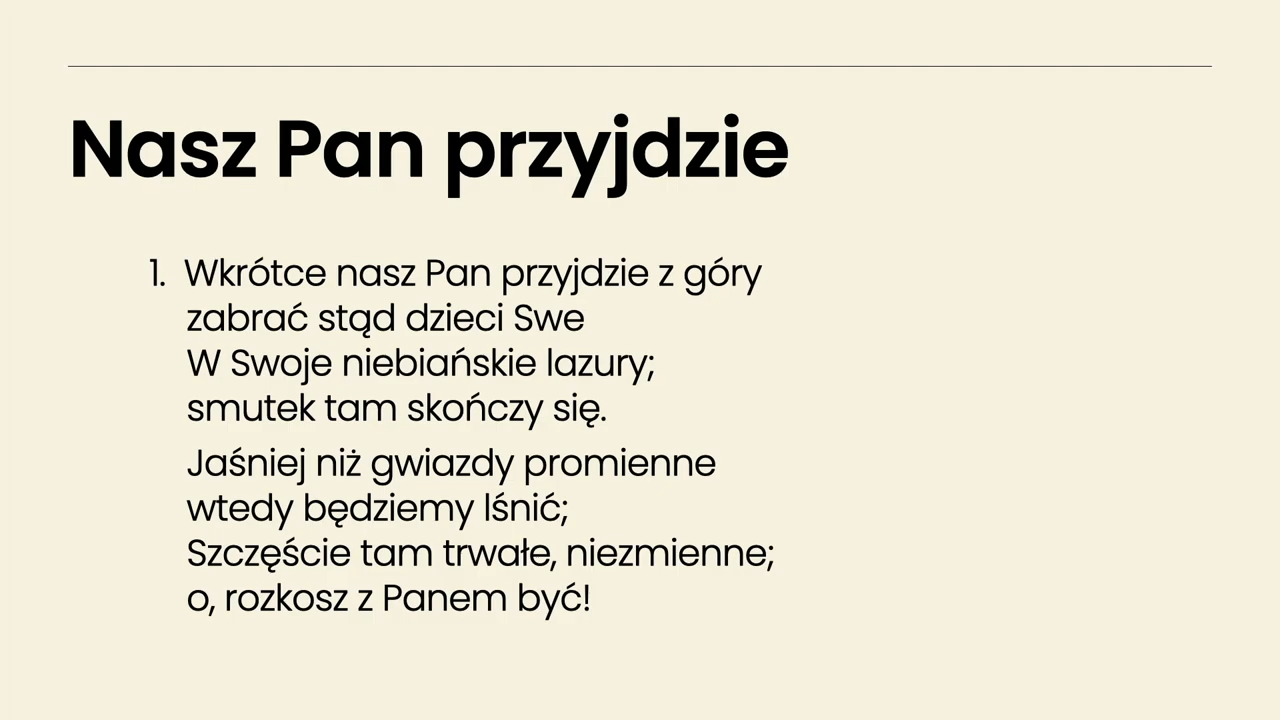 Nasz Pan przyjdzie
1. Wkrótce nasz Pan przyjdzie z góry
zabrać stąd dzieci Swe
W Swoje niebiańskie lazury;
smutek tam skończy się.
Jaśniej niż gwiazdy promienne
wtedy będziemy lśnić;
Szczęście tam trwałe, niezmienne;
o, rozkosz z Panem być!